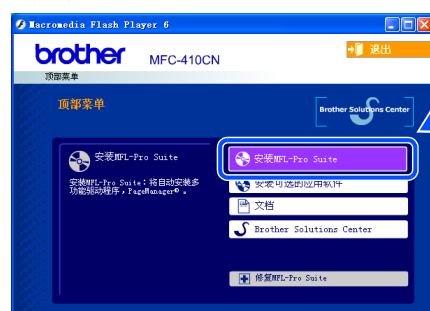 Macromedia Flash Player 6
brother
MFC-410CN
退出
顶部菜单
顶部菜单
Brother Solutions Center
安装MFL-Pro Suite
安装MFL-Pro Suite：将自动安装多
功能驱动程序，PageManager®。
安装MFL-Pro Suite
安装可选的应用软件
文档
Brother Solutions Center
修复MFL-Pro Suite